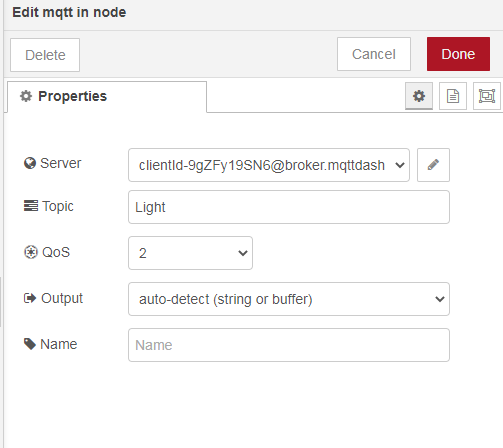 Edit mqtt in node
Delete
Cancel
Done
Properties
Server
clientId-9gZFy19SN6@broker.mqttdash
Topic
Light
QoS
2
Output
auto-detect (string or buffer)
Name
Name